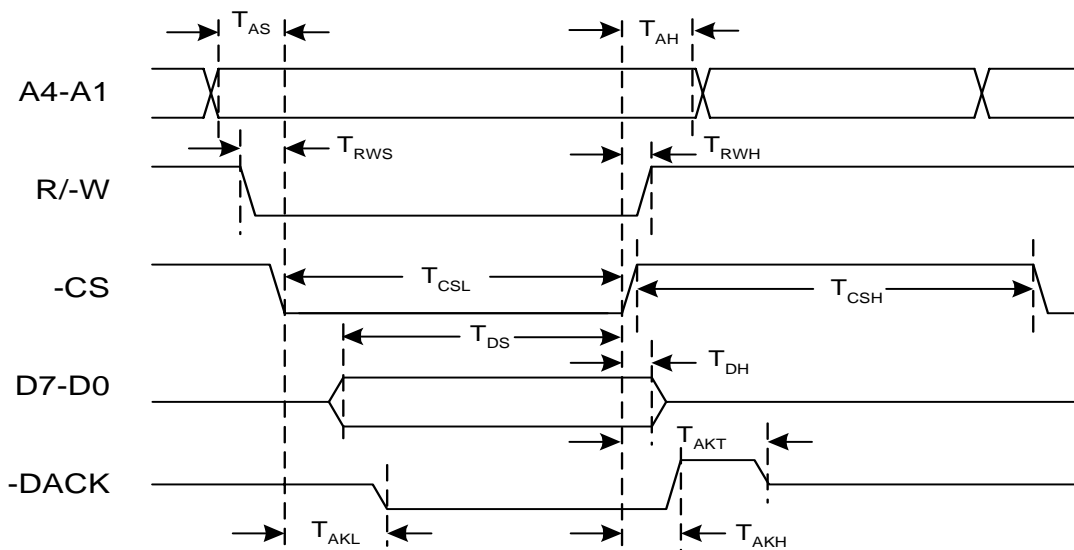 TAS
TAH
A4-A1
TRWS
TRWH
R/-W
-CS
TCSL
TCSH
TDS
TDH
D7-D0
TAKT
-DACK
TAKL
TAKH